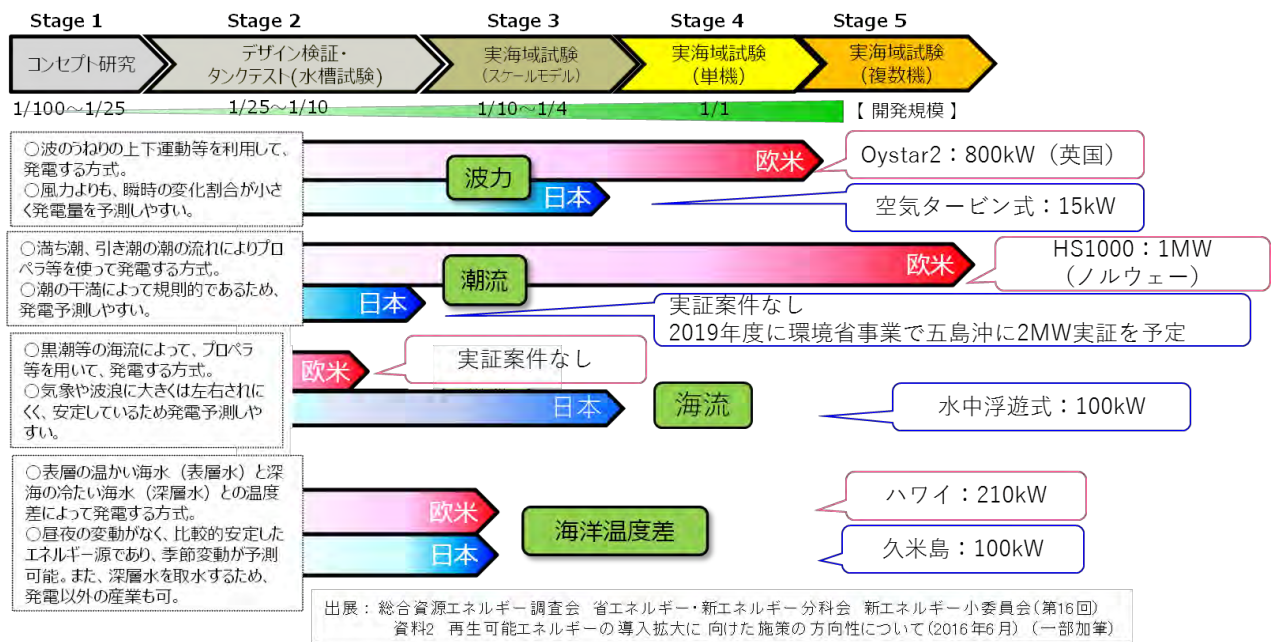 Stage 1
Stage 2
Stage 3
Stage 4
Stage 5
コンセプト研究
デザイン検証・
タンクテスト(水槽試験)
実海域試験
(スケールモデル)
実海域試験
(単機)
実海域試験
(複数機)
1/100～1/25
1/25～1/10
1/10～1/4
1/1
【 開発規模 】
○波のうねりの上下運動等を利用して、
発電する方式。
○風力よりも、瞬時の変化割合が小さ
く発電量を予測しやすい。
波力
欧米
日本
Oystar2：800kW（英国）
空気タービン式：15kW
○満ち潮、引き潮の潮の流れによりプロ
ペラ等を使って発電する方式。
○潮の干満によって規則的であるため、
発電予測しやすい。
潮流
欧米
日本
HS1000：1MW
（ノルウェー）
実証案件なし
2019年度に環境省事業で五島沖に2MW実証を予定
○黒潮等の海流によって、プロペラ
等を用いて、発電する方式。
○気象や波浪に大きくは左右されに
くく、安定しているため発電予測しや
すい。
欧米
実証案件なし
日本
海流
水中浮遊式：100kW
○表層の温かい海水（表層水）と深
海の冷たい海水（深層水）との温度
差によって発電する方式。
○昼夜の変動がなく、比較的安定した
エネルギー源であり、季節変動が予測
可能。また、深層水を取水するため、
発電以外の産業も可。
欧米
日本
海洋温度差
ハワイ：210kW
久米島：100kW
出展：総合資源エネルギー調査会 省エネルギー・新エネルギー分科会 新エネルギー小委員会(第16回)
資料2 再生可能エネルギーの導入拡大に向けた施策の方向性について(2016年6月)（一部加筆）